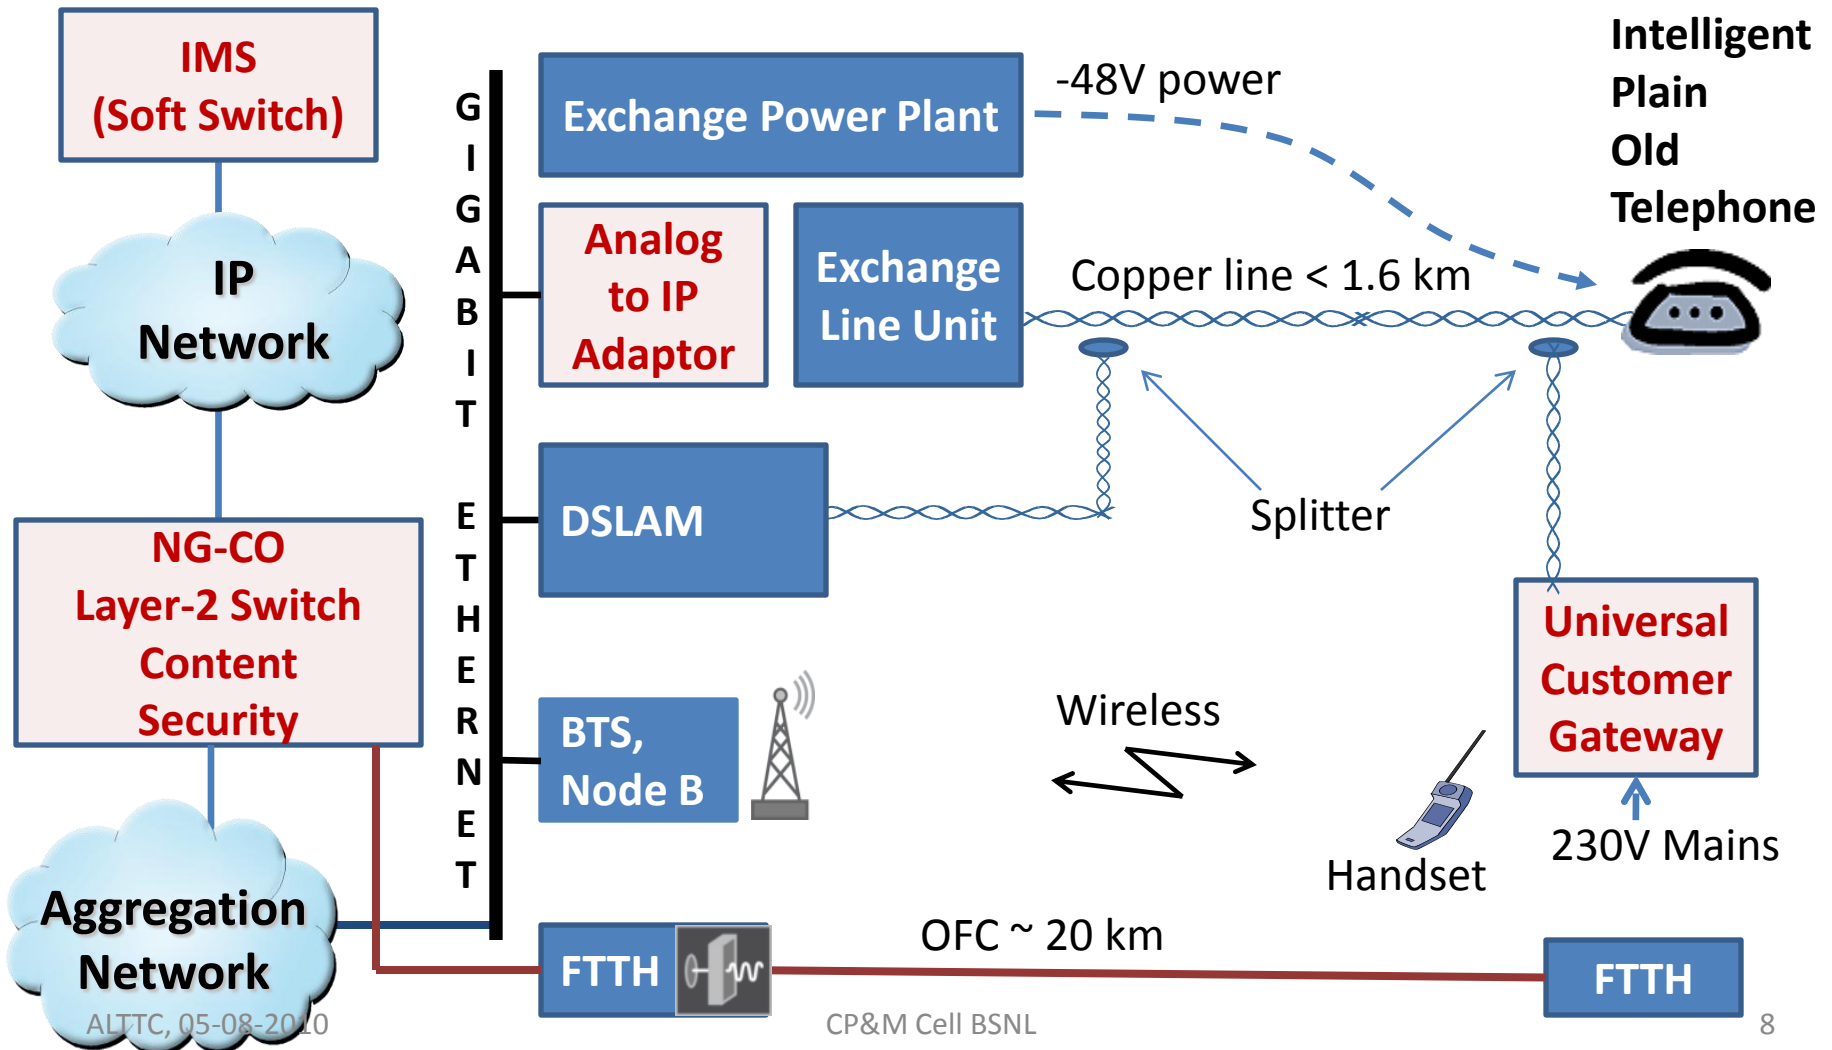 IMS
(Soft Switch)
IP
Network
NG-CO
Layer-2 Switch
Content
Security
Aggregation
Network
GIGABIT ETHERNET
Exchange Power Plant
-48V power
Intelligent
Plain
Old
Telephone
Analog
to IP
Adaptor
Exchange
Line Unit
Copper line < 1.6 km
DSLAM
Splitter
Universal
Customer
Gateway
BTS,
Node B
Wireless
Handset
230V Mains
FTTH
OFC ~ 20 km
FTTH
ALTTC, 05-08-2010
CP&M Cell BSNL
8